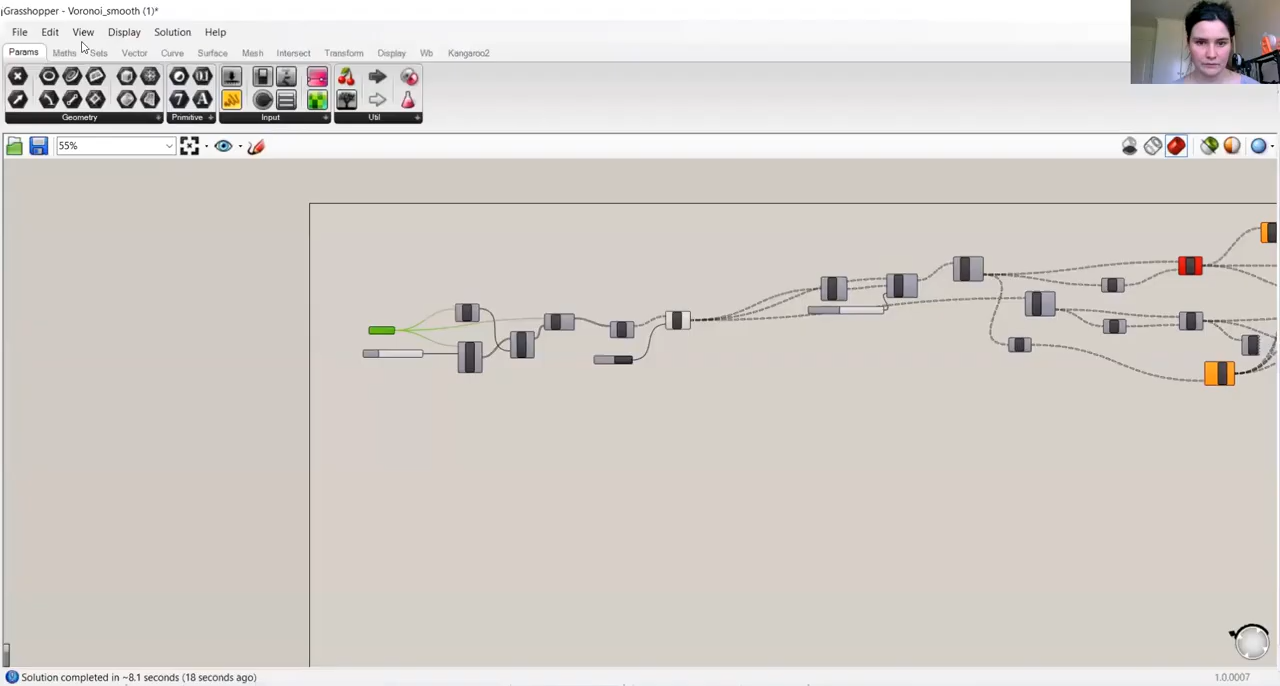 Grasshopper - Voronoi_smooth (1)*
File Edit View Display Solution Help
Params Maths Sets Vector Curve Surface Mesh Intersect Transform Display Wb Kangaroo2
Geometry + Primitive + Input + Util +
55%
Solution completed in ~8.1 seconds (18 seconds ago) 1.0.0007